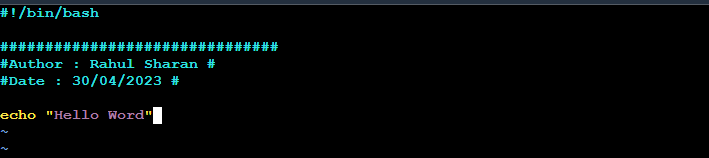 #!/bin/bash
###############################
#Author : Rahul Sharan #
#Date : 30/04/2023 #
echo "Hello Word"
~
~